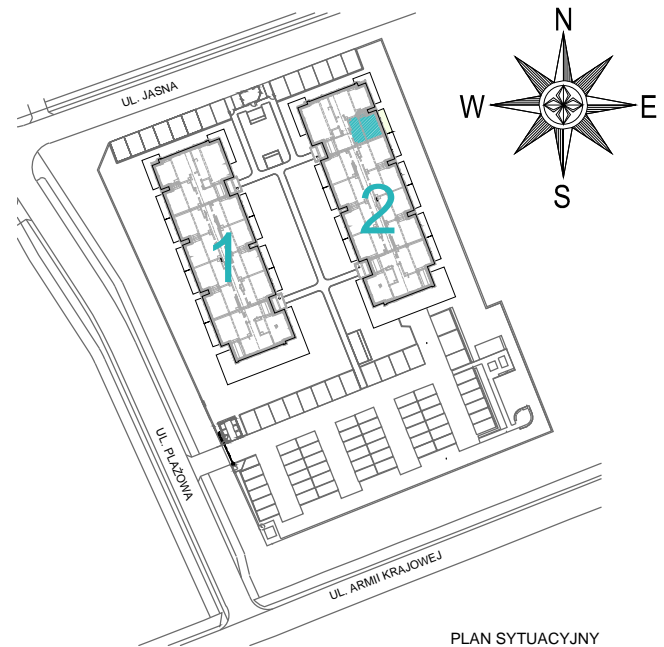 N
UL. JASNA
W
E
S
2
1
UL. PLAŻOWA
UL. ARMII KRAJOWEJ
PLAN SYTUACYJNY